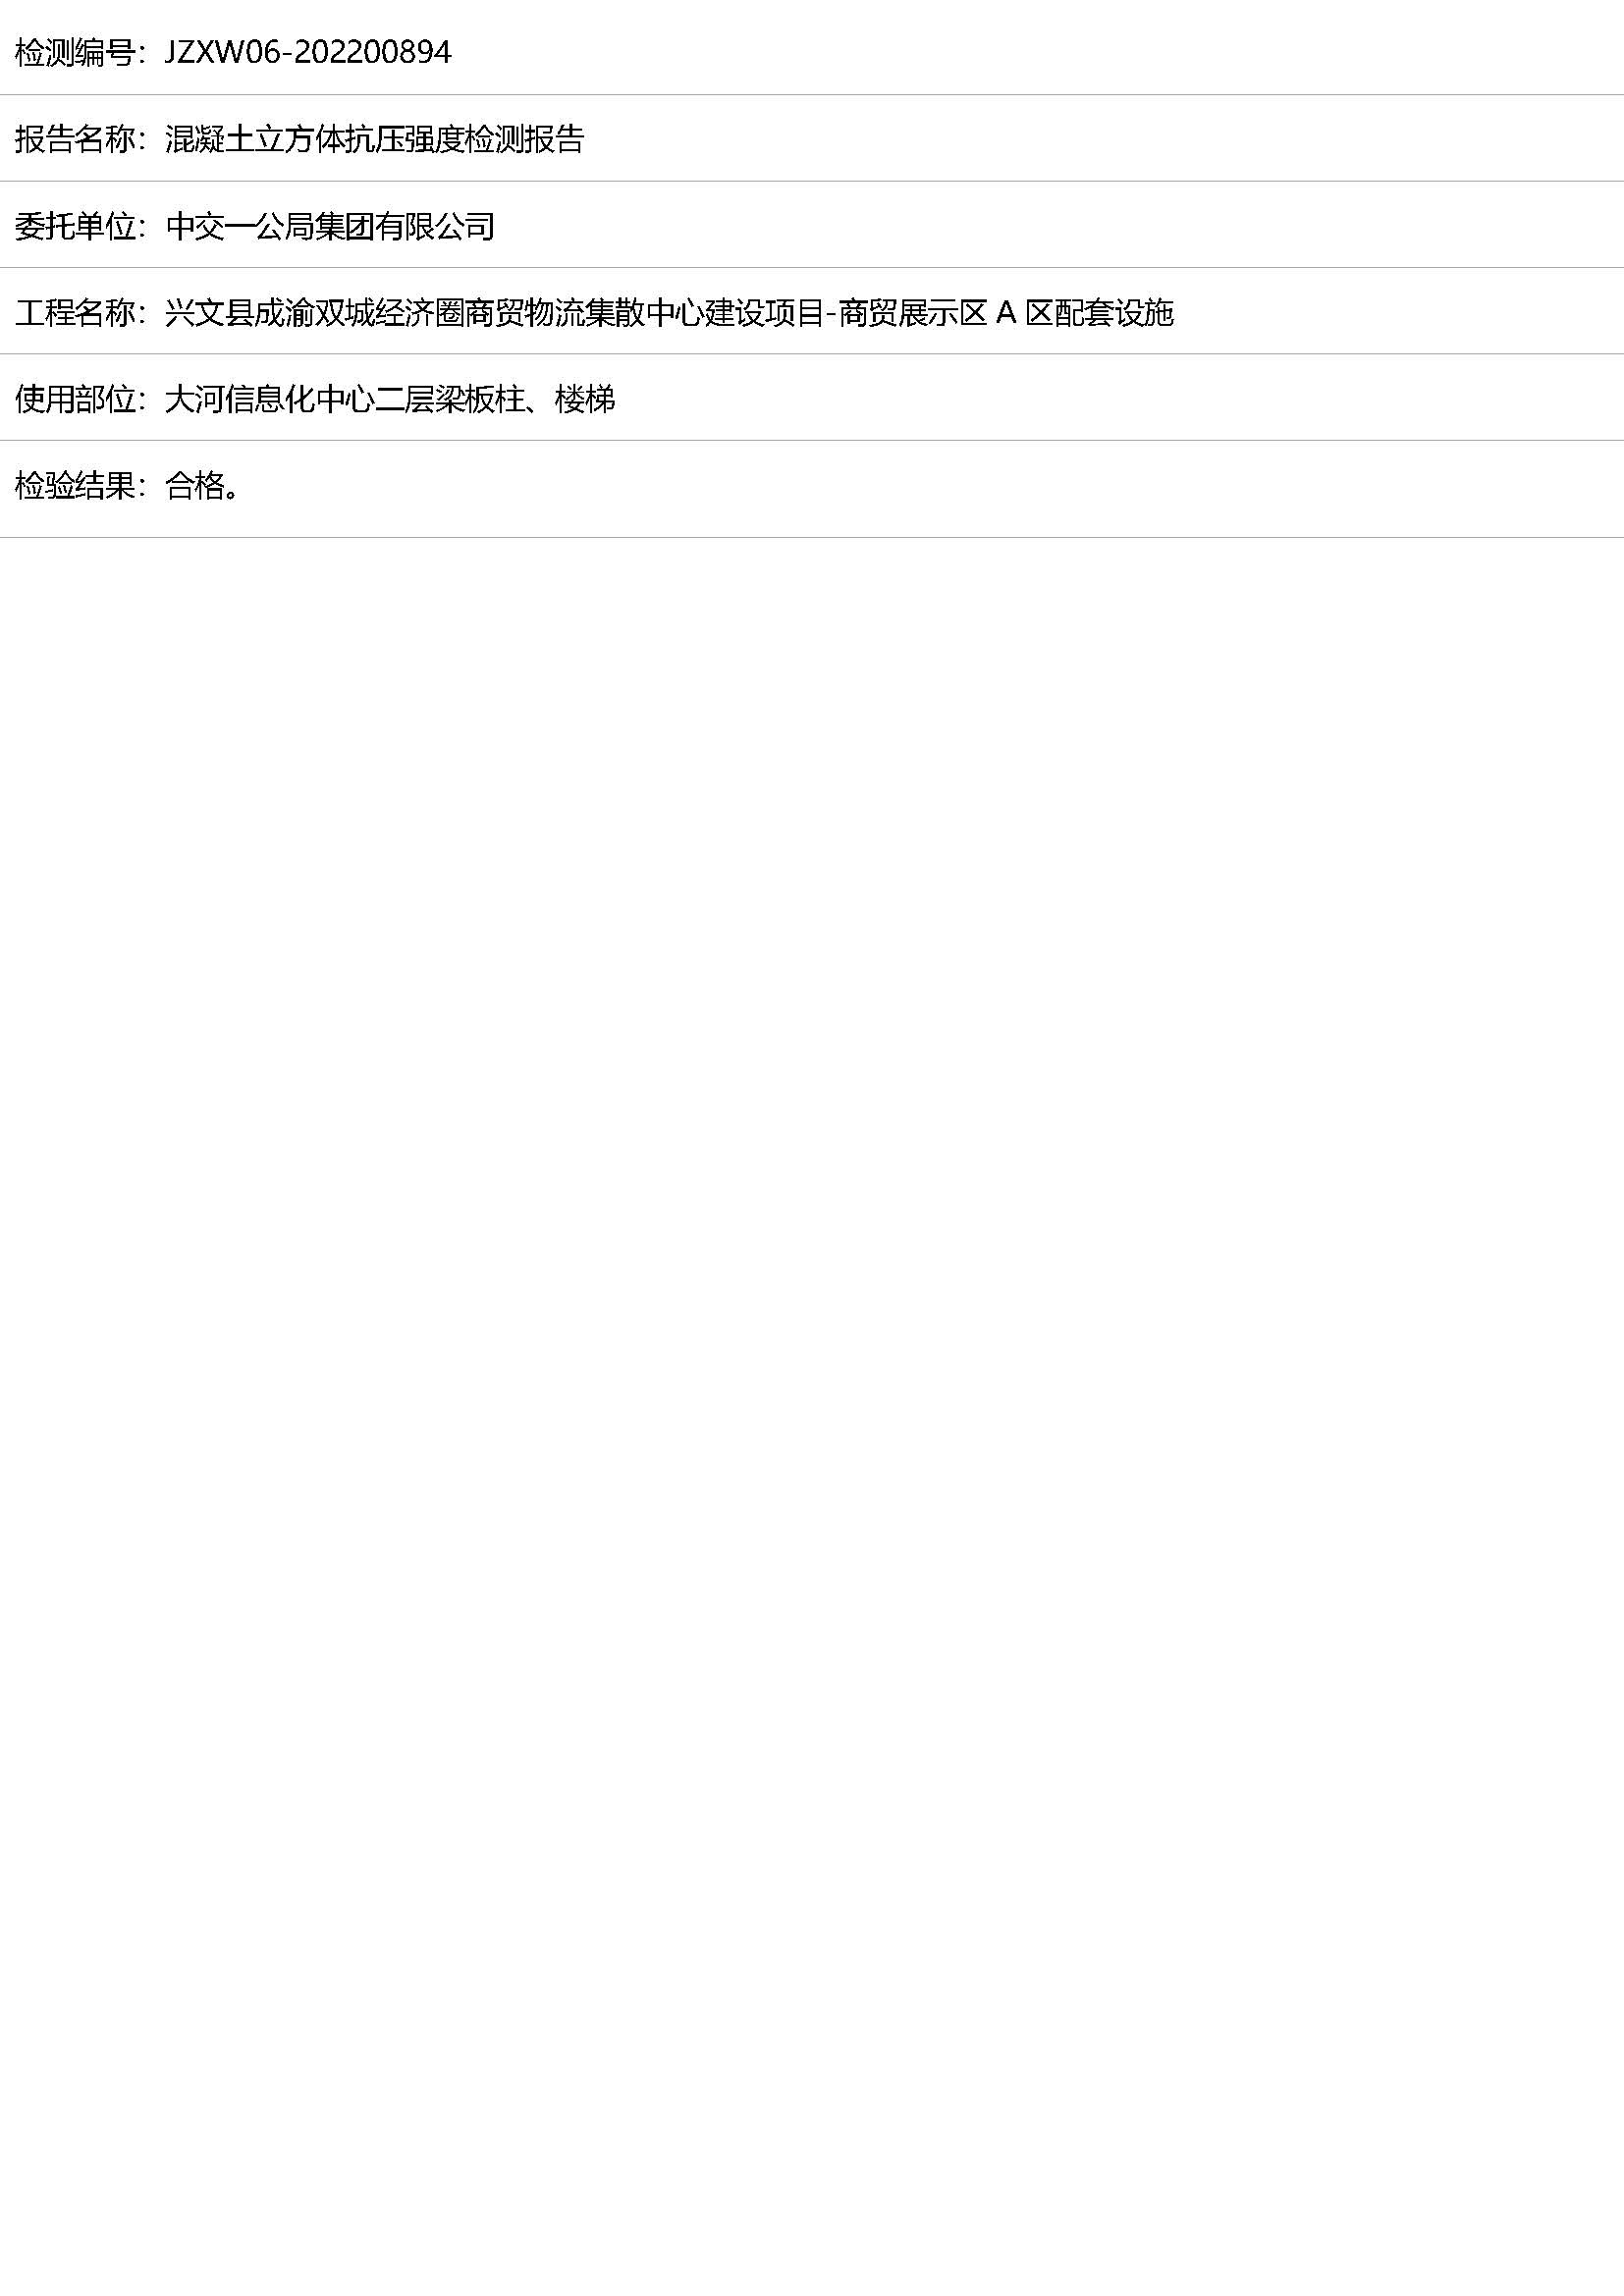 检测编号：JZXW06-202200894
报告名称：混凝土立方体抗压强度检测报告
委托单位：中交一公局集团有限公司
工程名称：兴文县成渝双城经济圈商贸物流集散中心建设项目-商贸展示区 A 区配套设施
使用部位：大河信息化中心二层梁板柱、楼梯
检验结果：合格。